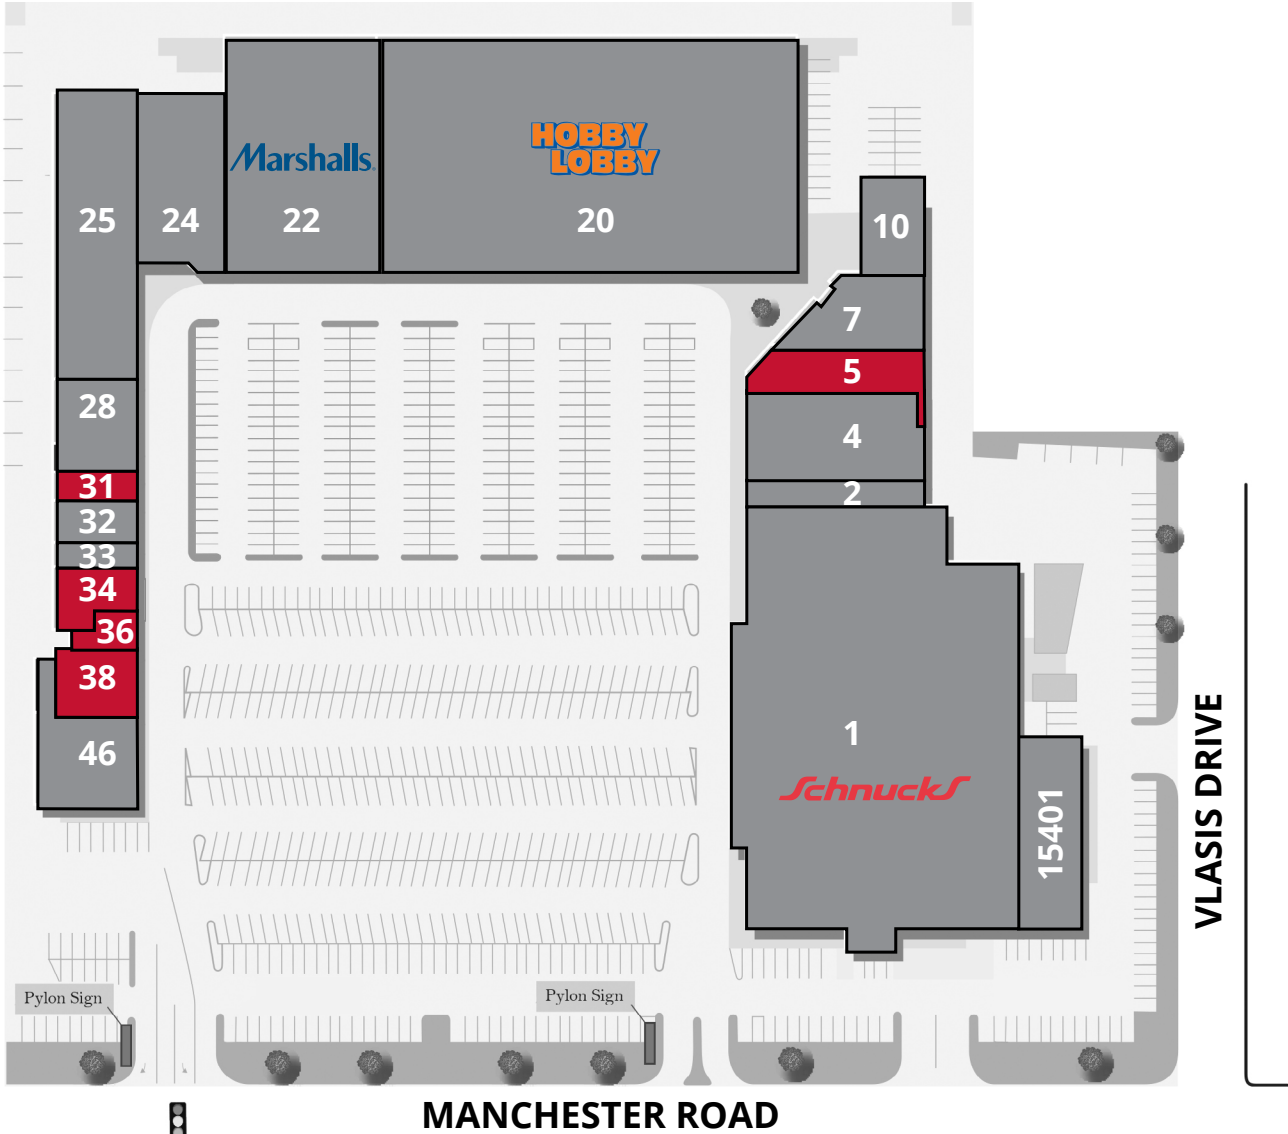 HOBBY
LOBBY
Marshalls.
25
24
22
20
10
7
5
4
2
28
31
32
33
34
36
38
46
1
Schnucks
15401
VLASIS DRIVE
Pylon Sign
Pylon Sign
MANCHESTER ROAD